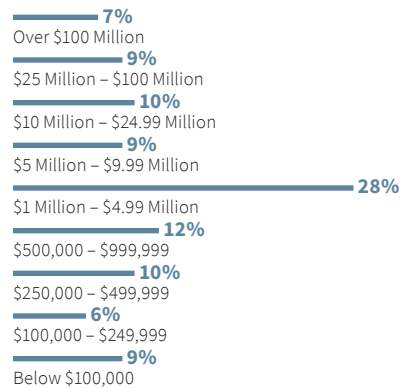 7%
Over $100 Million
9%
$25 Million – $100 Million
10%
$10 Million – $24.99 Million
9%
$5 Million – $9.99 Million
28%
$1 Million – $4.99 Million
12%
$500,000 – $999,999
10%
$250,000 – $499,999
6%
$100,000 – $249,999
9%
Below $100,000